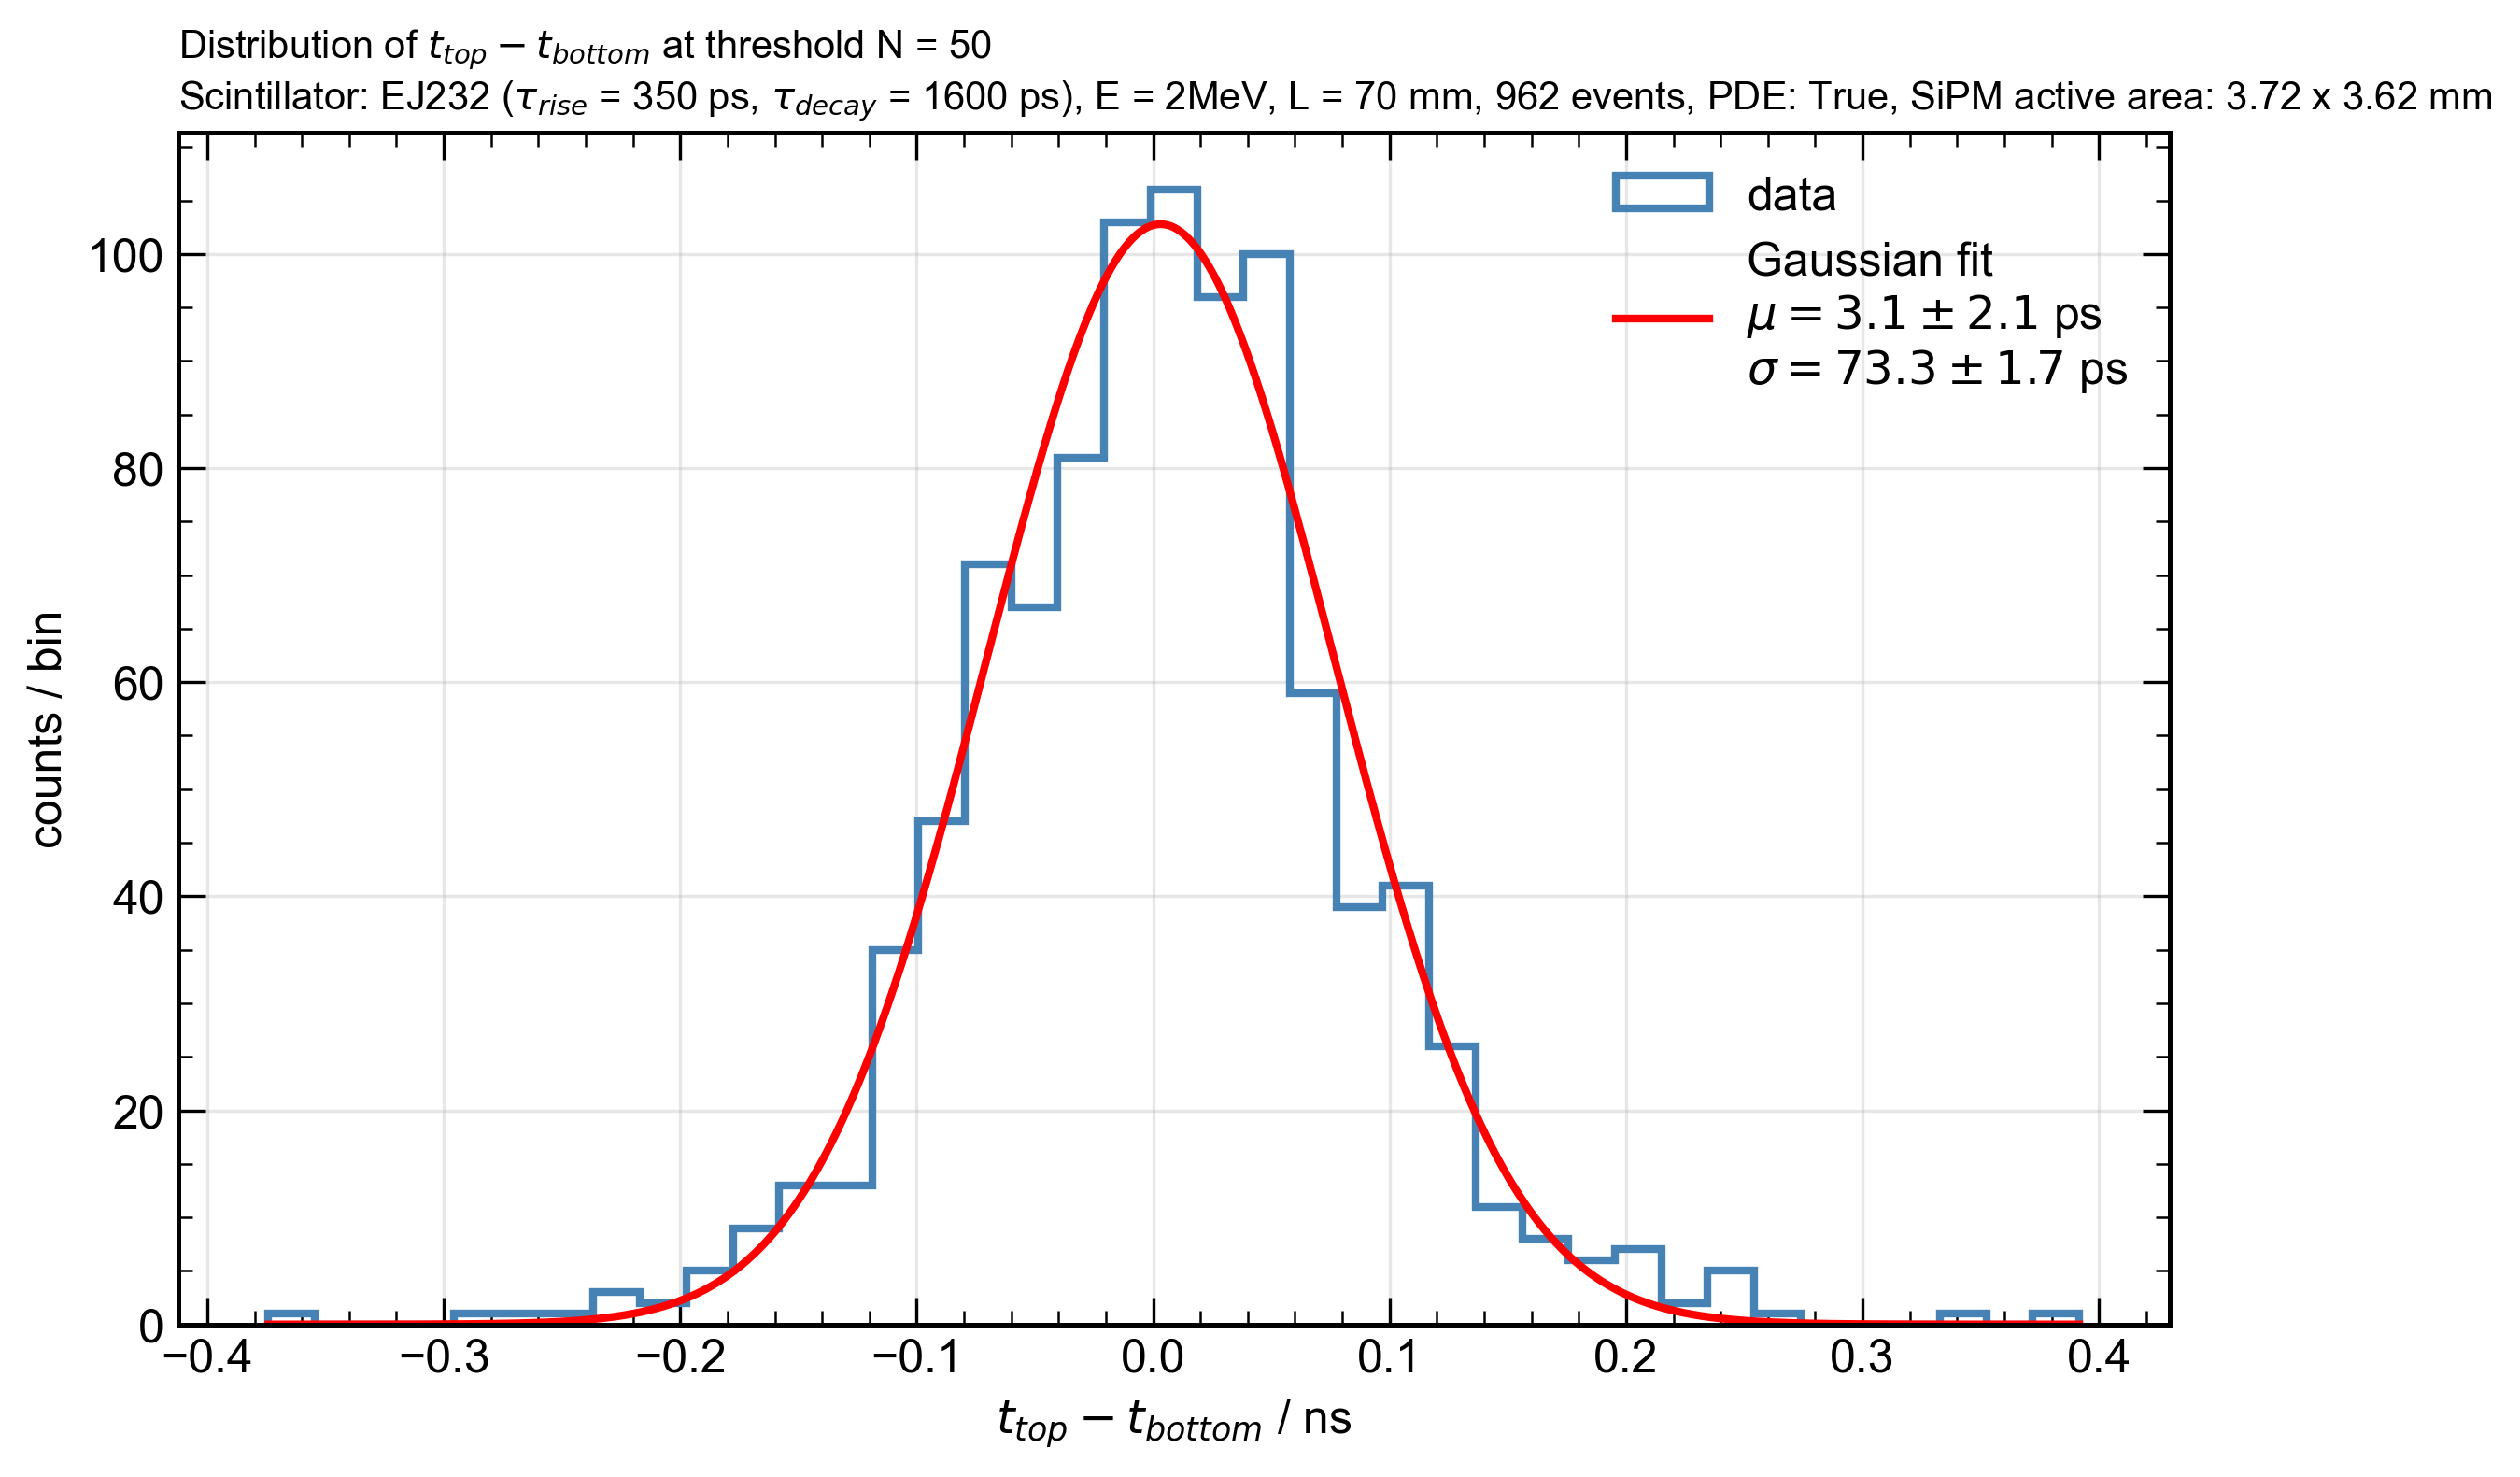 Distribution of t_top − t_bottom at threshold N = 50
Scintillator: EJ232 (τ_rise = 350 ps, τ_decay = 1600 ps), E = 2MeV, L = 70 mm, 962 events, PDE: True, SiPM active area: 3.72 x 3.62 mm
data
Gaussian fit
μ = 3.1 ± 2.1 ps
σ = 73.3 ± 1.7 ps
100
80
60
40
20
0
counts / bin
−0.4 −0.3 −0.2 −0.1 0.0 0.1 0.2 0.3 0.4
t_top − t_bottom / ns